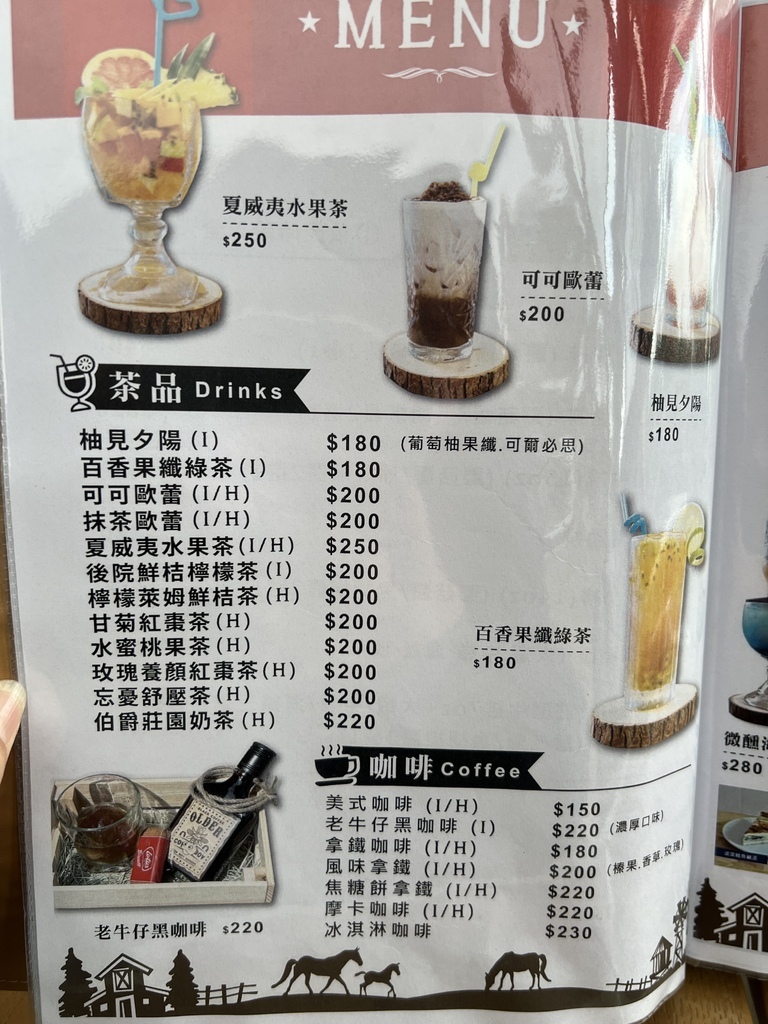 MENU
夏威夷水果茶
$250
可可歐蕾
$200
柚見夕陽
$180
茶品 Drinks
柚見夕陽 (I) $180 (葡萄柚果纖.可爾必思)
百香果纖綠茶 (I) $180
可可歐蕾 (I/H) $200
抹茶歐蕾 (I/H) $200
夏威夷水果茶 (I/H) $250
後院鮮桔檸檬茶 (I) $200
檸檬萊姆鮮桔茶 (H) $200
甘菊紅棗茶 (H) $200
水蜜桃果茶 (H) $200
玫瑰養顏紅棗茶 (H) $200
忘憂舒壓茶 (H) $200
伯爵莊園奶茶 (H) $220
百香果纖綠茶
$180
咖啡 Coffee
美式咖啡 (I/H) $150
老牛仔黑咖啡 (I) $220 (濃厚口味)
拿鐵咖啡 (I/H) $180
風味拿鐵 (I/H) $200 (榛果.香草.玫瑰)
焦糖餅拿鐵 (I/H) $220
摩卡咖啡 (I/H) $220
冰淇淋咖啡 $230
OLDER
老牛仔黑咖啡 $220
微醺
$280